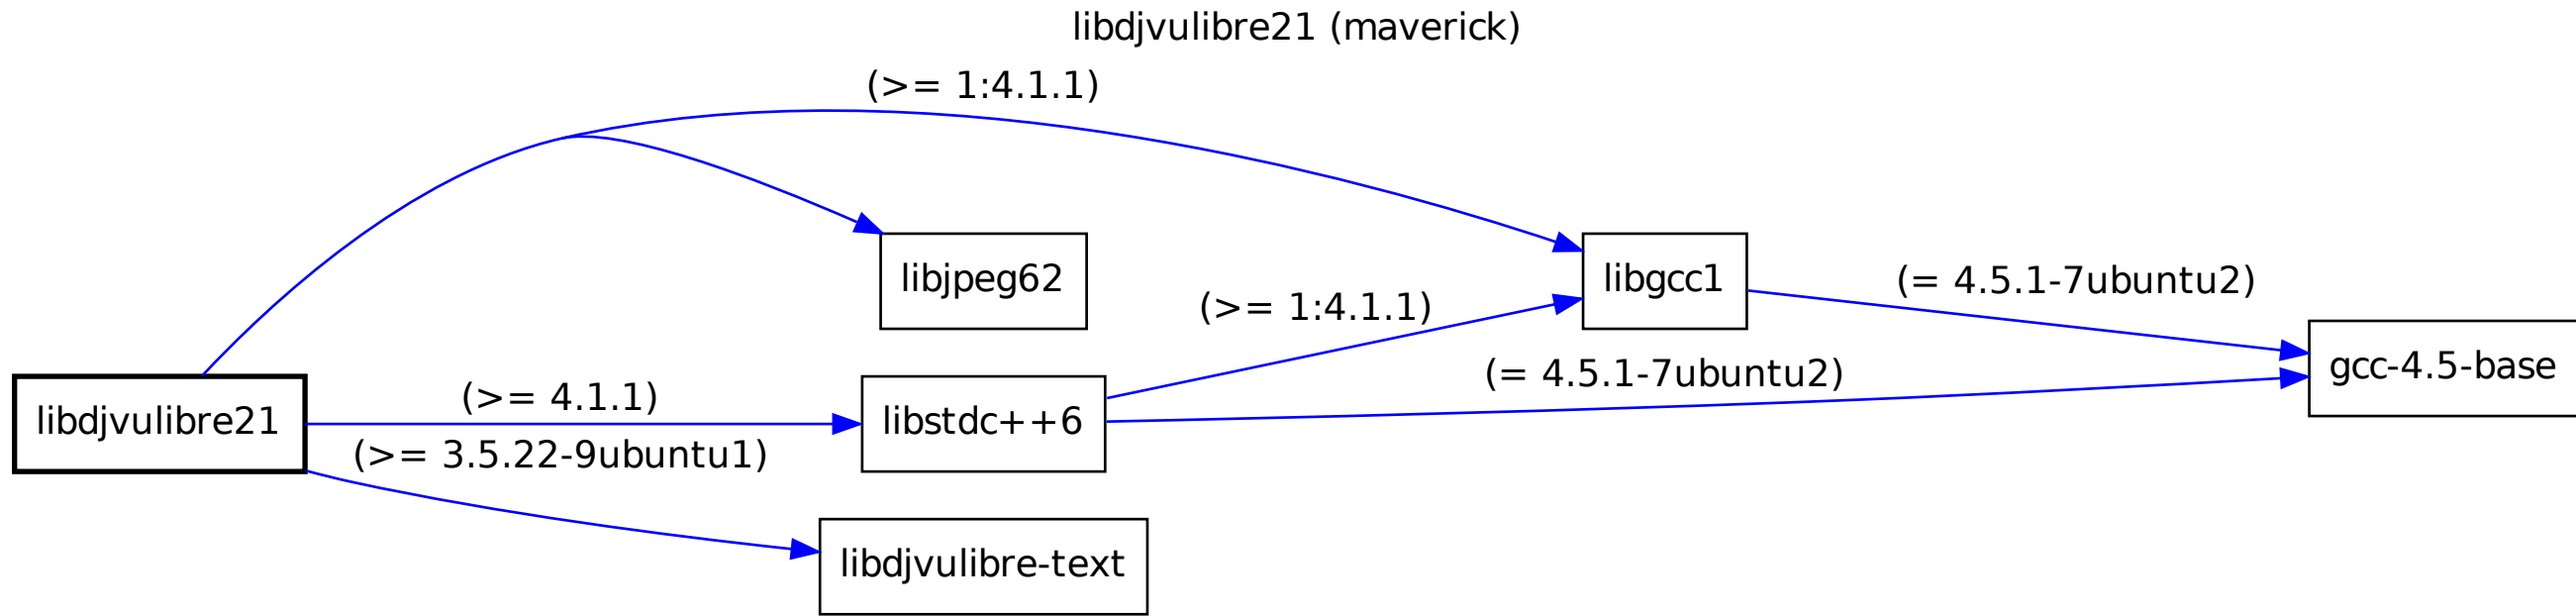 libdjvulibre21 (maverick)
(>= 1:4.1.1)
libjpeg62
libgcc1
(= 4.5.1-7ubuntu2)
(>= 1:4.1.1)
gcc-4.5-base
(= 4.5.1-7ubuntu2)
libdjvulibre21
(>= 4.1.1)
libstdc++6
(>= 3.5.22-9ubuntu1)
libdjvulibre-text